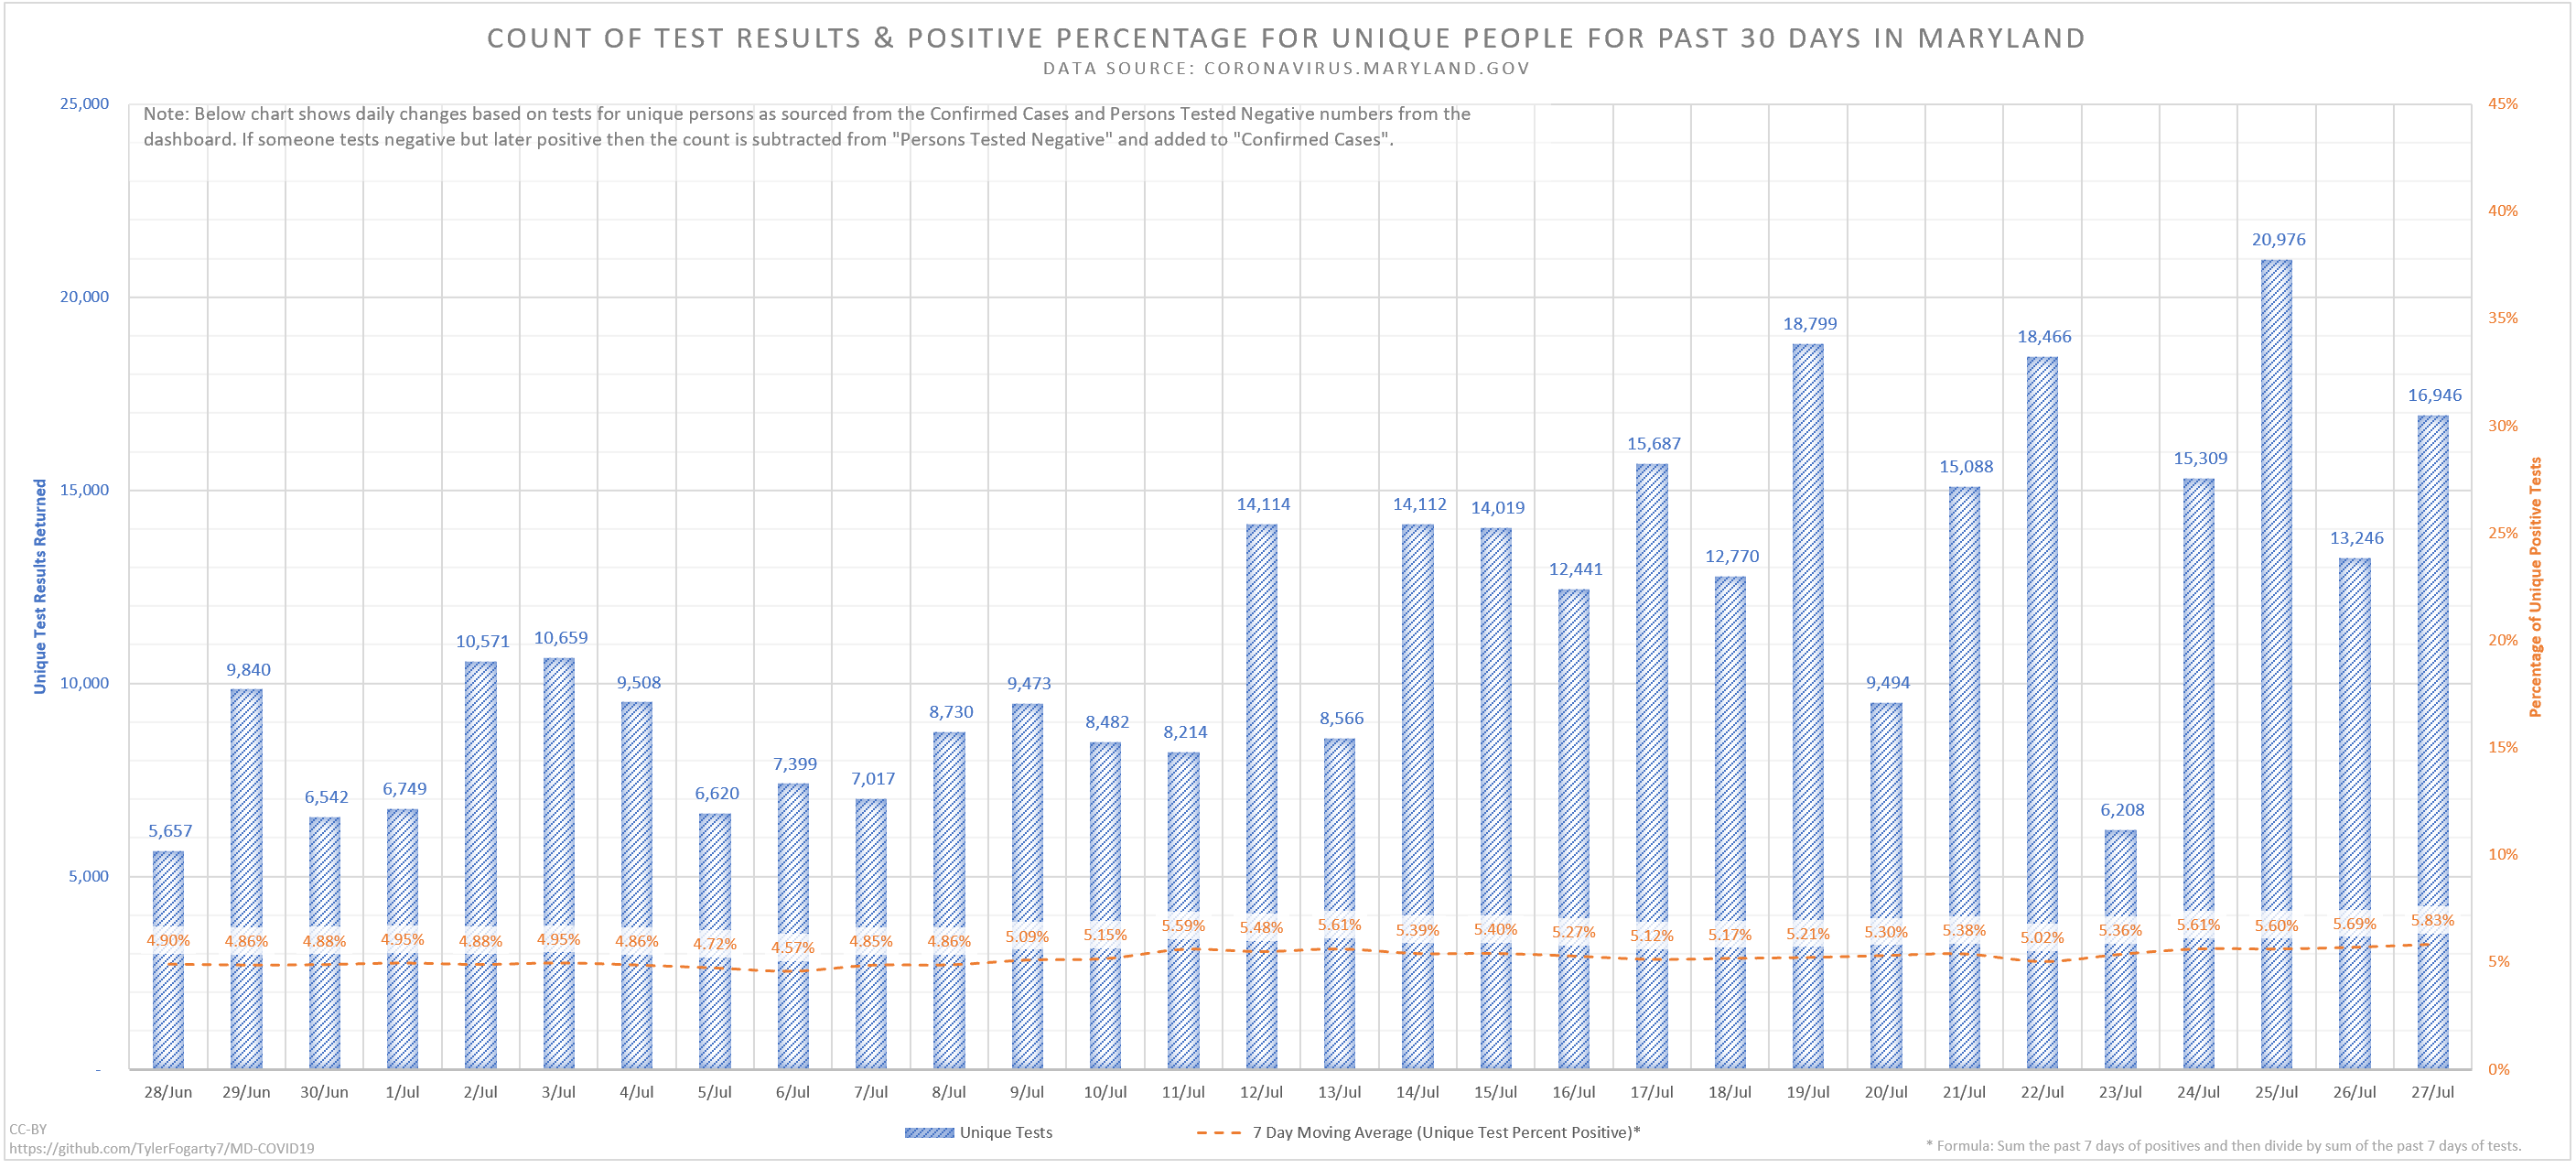 COUNT OF TEST RESULTS & POSITIVE PERCENTAGE FOR UNIQUE PEOPLE FOR PAST 30 DAYS IN MARYLAND
DATA SOURCE: CORONAVIRUS.MARYLAND.GOV
Note: Below chart shows daily changes based on tests for unique persons as sourced from the Confirmed Cases and Persons Tested Negative numbers from the
dashboard. If someone tests negative but later positive then the count is subtracted from "Persons Tested Negative" and added to "Confirmed Cases".
Unique Test Results Returned
25,000
20,000
15,000
10,000
5,000
-
5,657
9,840
6,542
6,749
10,571
10,659
9,508
6,620
7,399
7,017
8,730
9,473
8,482
8,214
14,114
8,566
14,112
14,019
12,441
15,687
12,770
18,799
9,494
15,088
18,466
6,208
15,309
20,976
13,246
16,946
4.90%
4.86%
4.88%
4.95%
4.88%
4.95%
4.86%
4.72%
4.57%
4.85%
4.86%
5.09%
5.15%
5.59%
5.48%
5.61%
5.39%
5.40%
5.27%
5.12%
5.17%
5.21%
5.30%
5.38%
5.02%
5.36%
5.61%
5.60%
5.69%
5.83%
45%
40%
35%
30%
25%
20%
15%
10%
5%
0%
Percentage of Unique Positive Tests
28/Jun
29/Jun
30/Jun
1/Jul
2/Jul
3/Jul
4/Jul
5/Jul
6/Jul
7/Jul
8/Jul
9/Jul
10/Jul
11/Jul
12/Jul
13/Jul
14/Jul
15/Jul
16/Jul
17/Jul
18/Jul
19/Jul
20/Jul
21/Jul
22/Jul
23/Jul
24/Jul
25/Jul
26/Jul
27/Jul
Unique Tests
7 Day Moving Average (Unique Test Percent Positive)*
CC-BY
https://github.com/TylerFogarty7/MD-COVID19
* Formula: Sum the past 7 days of positives and then divide by sum of the past 7 days of tests.